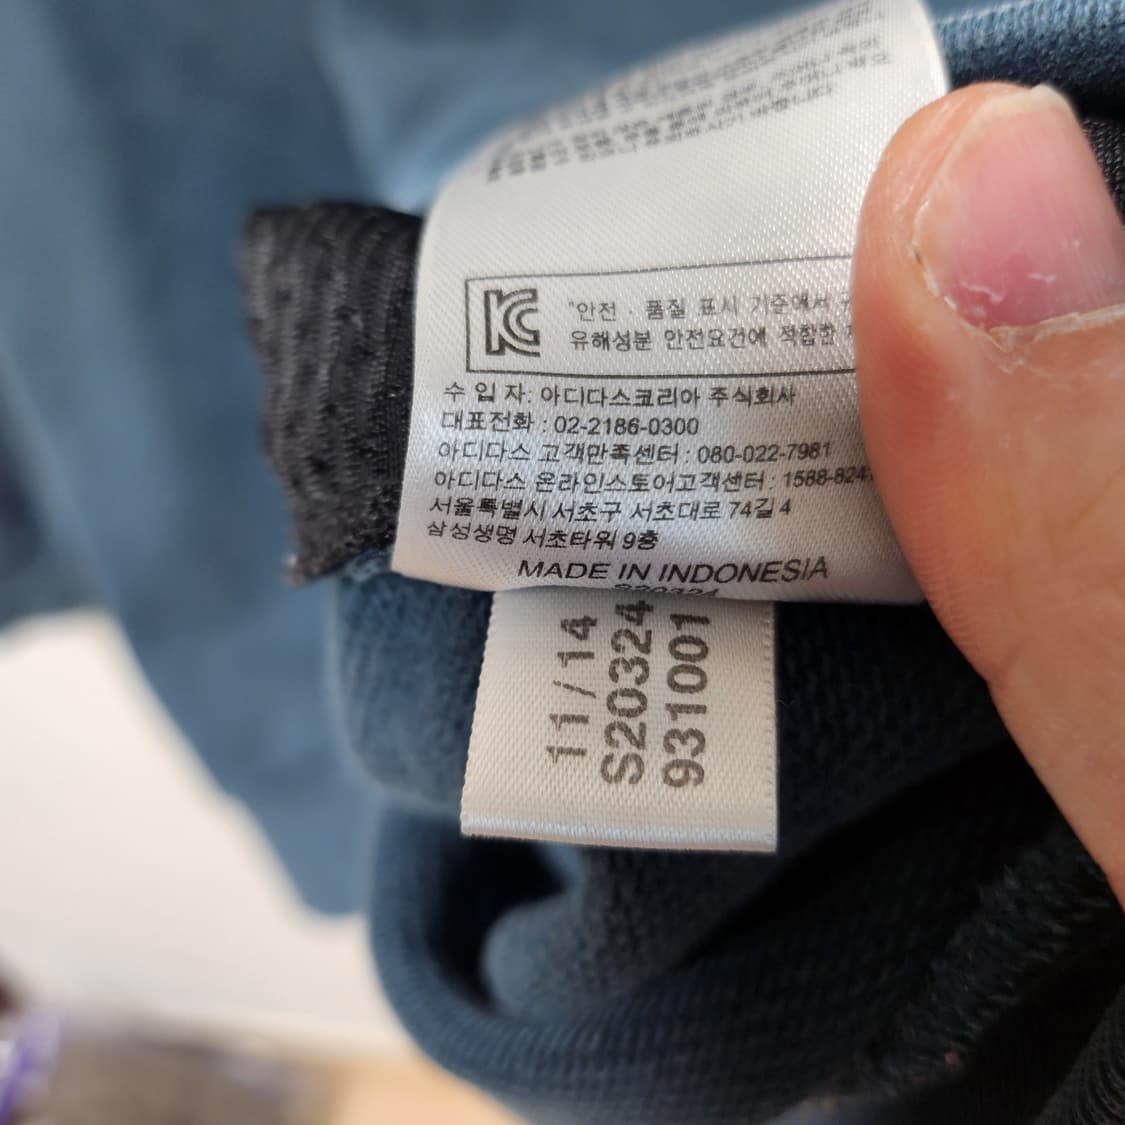 KC
"안전 · 품질 표시 기준에서
유해성분 안전요건에 적합한
수 입 자: 아디다스코리아 주식회사
대표전화 : 02-2186-0300
아디다스 고객만족센터 : 080-022-7981
아디다스 온라인스토어고객센터 : 1588-824
서울특별시 서초구 서초대로 74길 4
삼성생명 서초타워 9층
MADE IN INDONESIA
S20324
11/14
S20324
931001